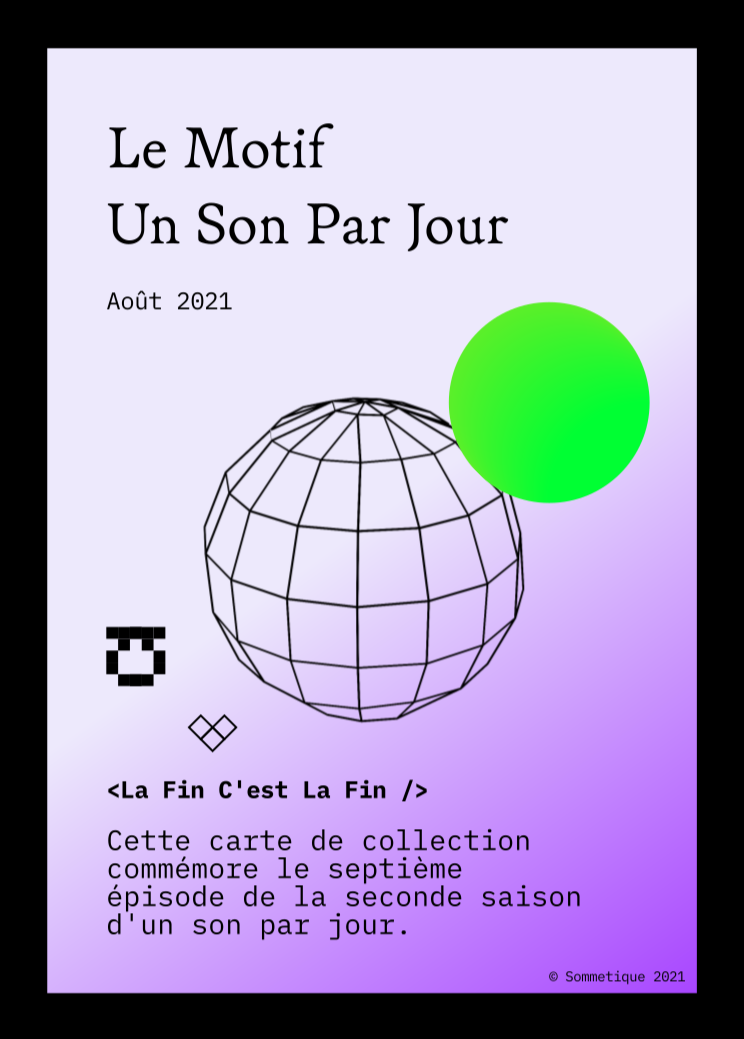 Le Motif
Un Son Par Jour
Août 2021
<La Fin C'est La Fin />
Cette carte de collection
commémore le septième
épisode de la seconde saison
d'un son par jour.
© Sommetique 2021